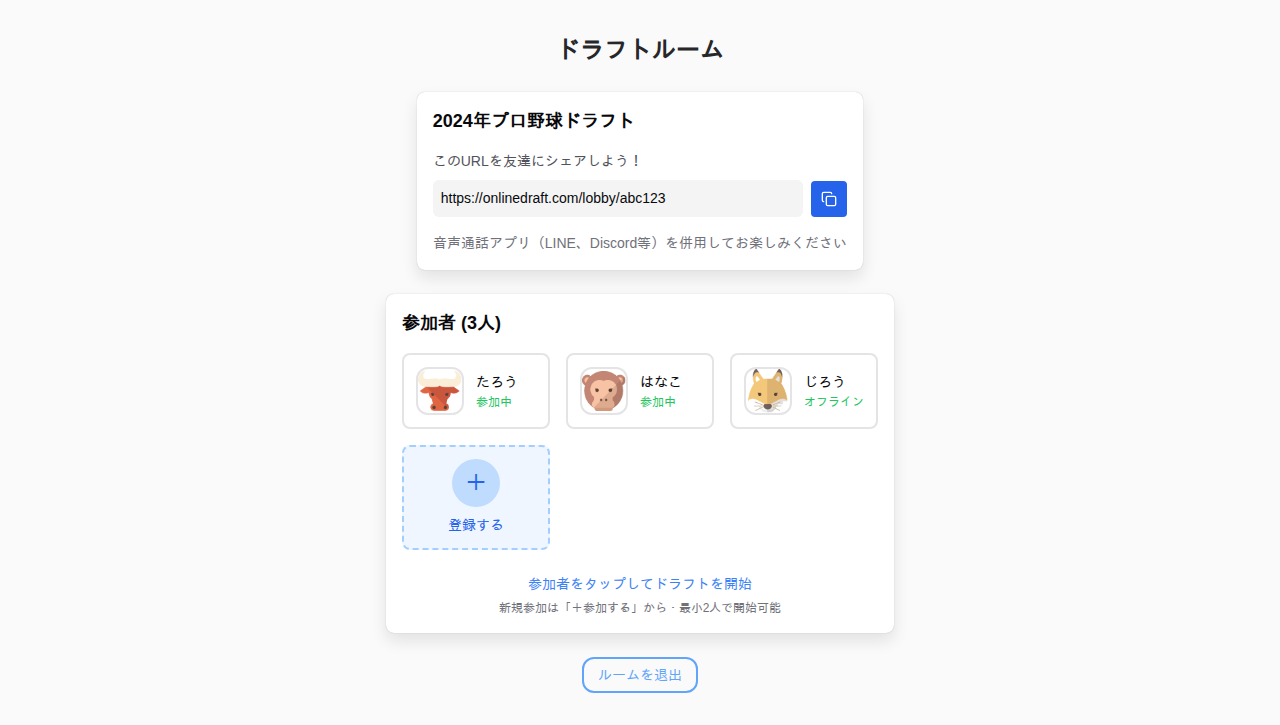 ドラフトルーム
2024年プロ野球ドラフト
このURLを友達にシェアしよう！
https://onlinedraft.com/lobby/abc123
音声通話アプリ（LINE、Discord等）を併用してお楽しみください
参加者 (3人)
たろう
参加中
はなこ
参加中
じろう
オフライン
登録する
参加者をタップしてドラフトを開始
新規参加は「＋参加する」から・最小2人で開始可能
ルームを退出